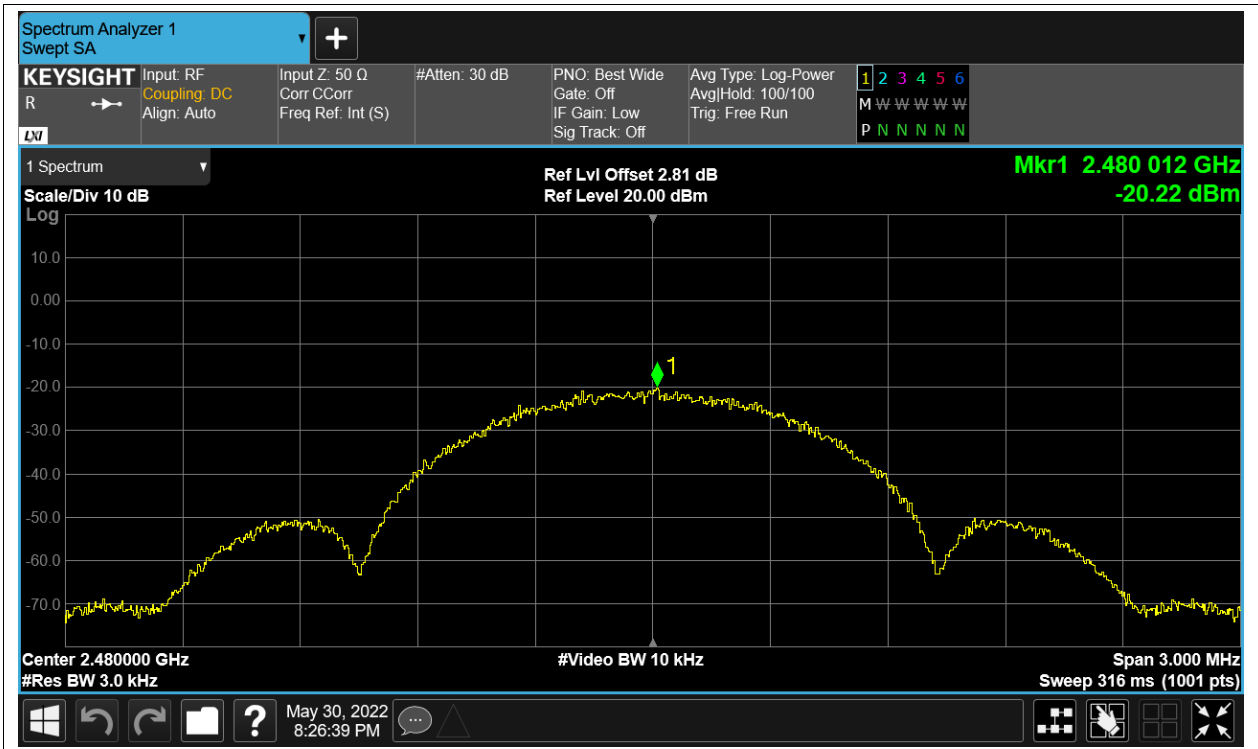 Spectrum Analyzer 1
Swept SA
KEYSIGHT
R
LXI
Input: RF
Coupling: DC
Align: Auto
Input Z: 50 Ω
Corr CCorr
Freq Ref: Int (S)
#Atten: 30 dB
PNO: Best Wide
Gate: Off
IF Gain: Low
Sig Track: Off
Avg Type: Log-Power
Avg|Hold: 100/100
Trig: Free Run
1 2 3 4 5 6
M W W W W W
P N N N N N
1 Spectrum
Scale/Div 10 dB
Log
Ref Lvl Offset 2.81 dB
Ref Level 20.00 dBm
Mkr1 2.480 012 GHz
-20.22 dBm
1
10.0
0.00
-10.0
-20.0
-30.0
-40.0
-50.0
-60.0
-70.0
Center 2.480000 GHz
#Res BW 3.0 kHz
#Video BW 10 kHz
Span 3.000 MHz
Sweep 316 ms (1001 pts)
?
May 30, 2022
8:26:39 PM